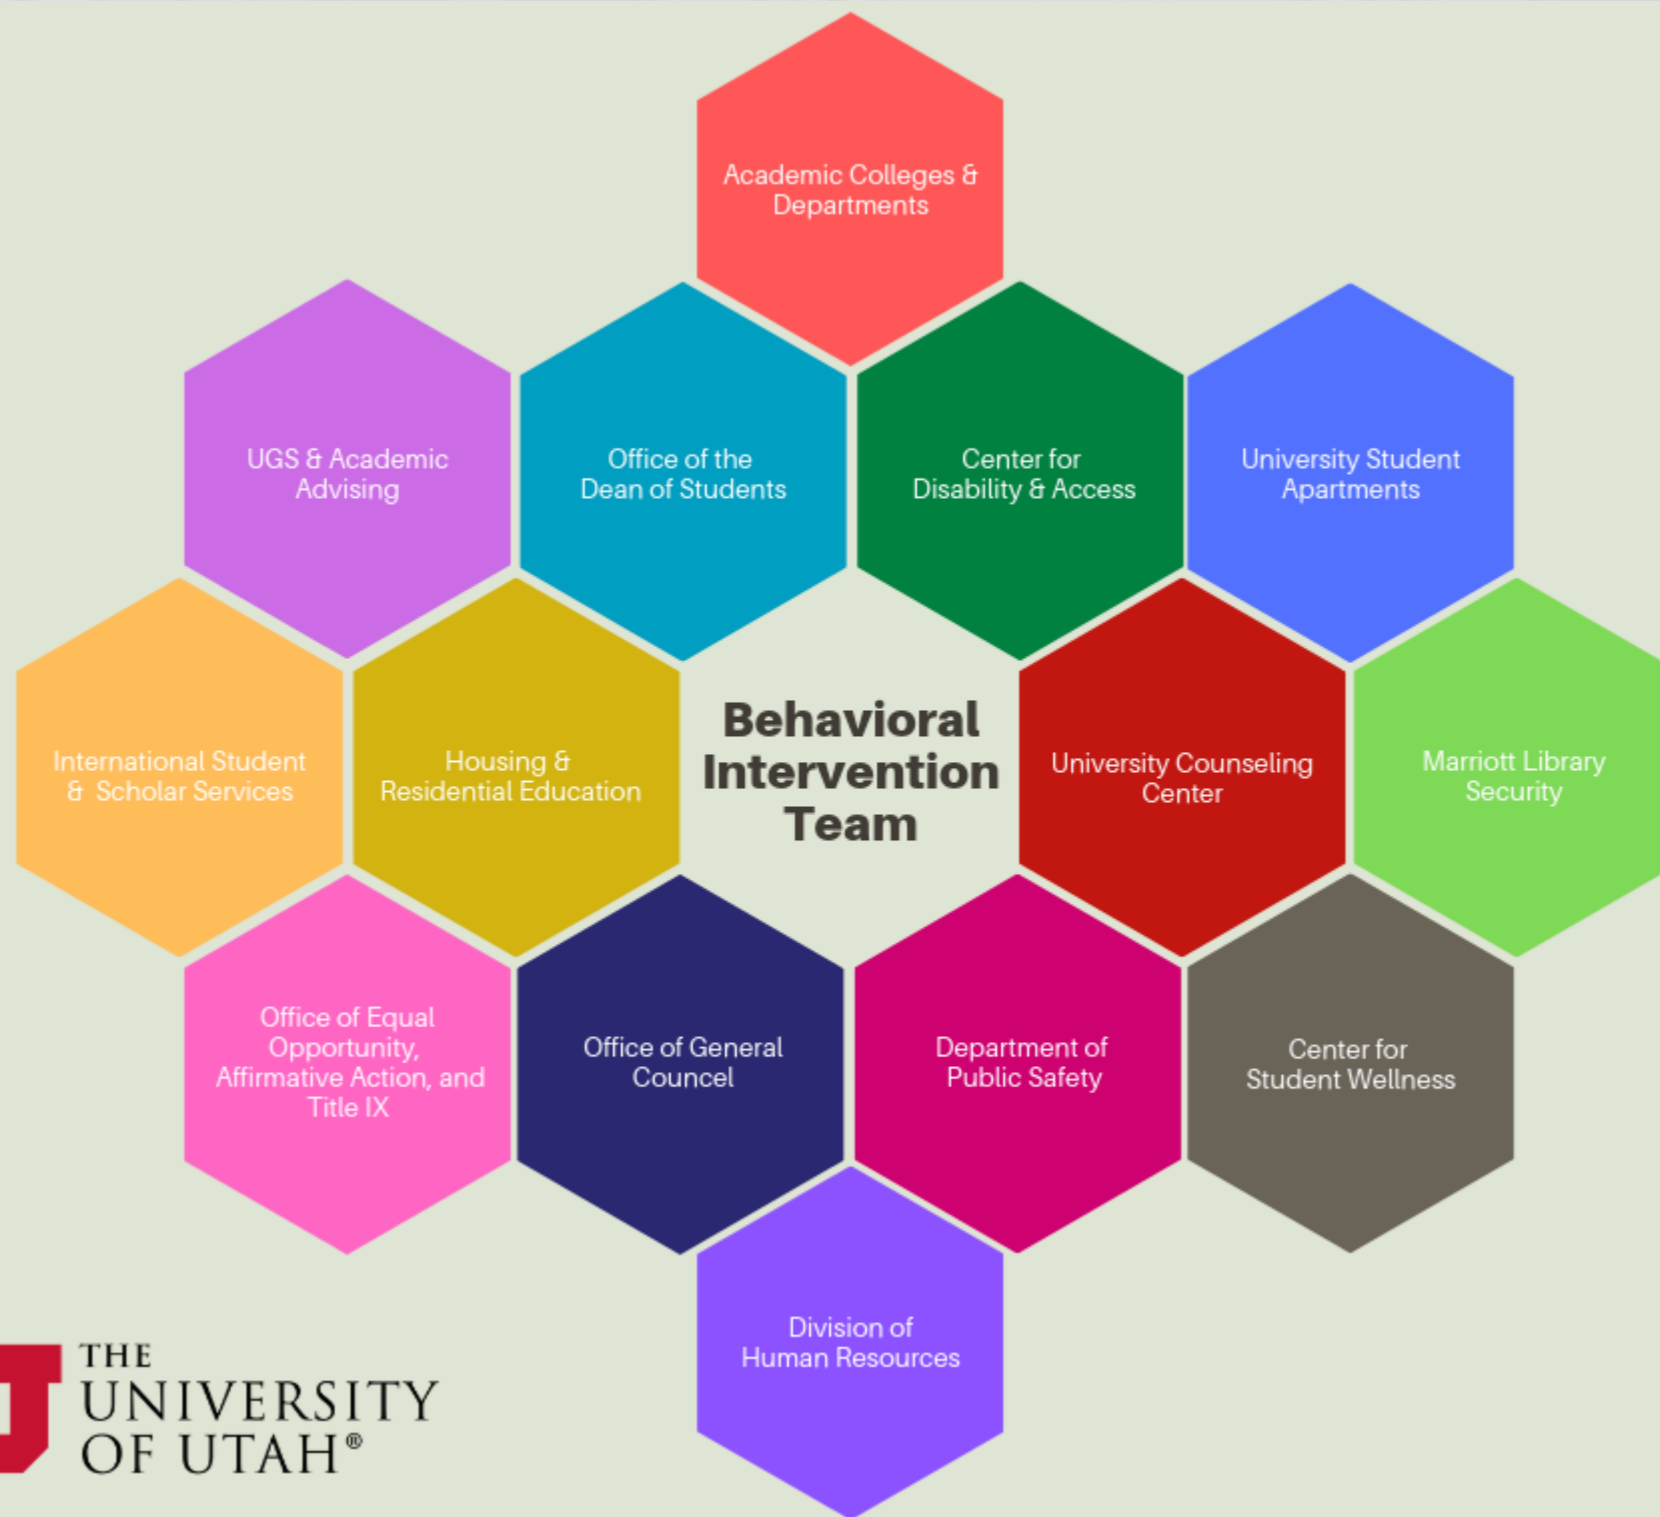 Academic Colleges &
Departments
UGS & Academic
Advising
Office of the
Dean of Students
Center for
Disability & Access
University Student
Apartments
International Student
& Scholar Services
Housing &
Residential Education
Behavioral
Intervention
Team
University Counseling
Center
Marriott Library
Security
Office of Equal
Opportunity,
Affirmative Action, and
Title IX
Office of General
Councel
Department of
Public Safety
Center for
Student Wellness
Division of
Human Resources
THE
UNIVERSITY
OF UTAH®